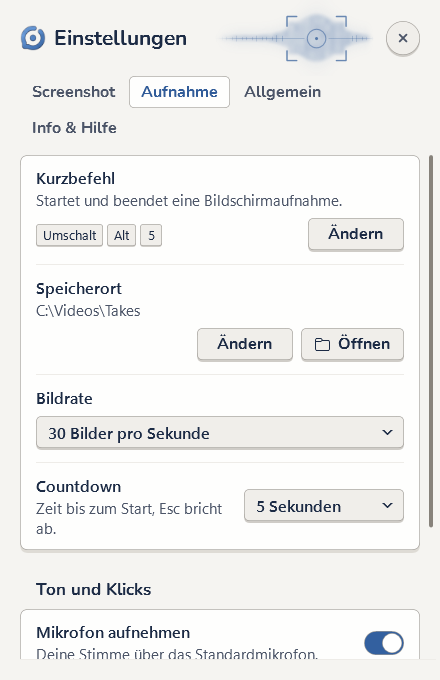 Einstellungen
Screenshot Aufnahme Allgemein
Info & Hilfe
Kurzbefehl
Startet und beendet eine Bildschirmaufnahme.
Umschalt Alt 5 Ändern
Speicherort
C:\Videos\Takes
Ändern Öffnen
Bildrate
30 Bilder pro Sekunde
Countdown
Zeit bis zum Start, Esc bricht
ab.
5 Sekunden
Ton und Klicks
Mikrofon aufnehmen
Deine Stimme über das Standardmikrofon.